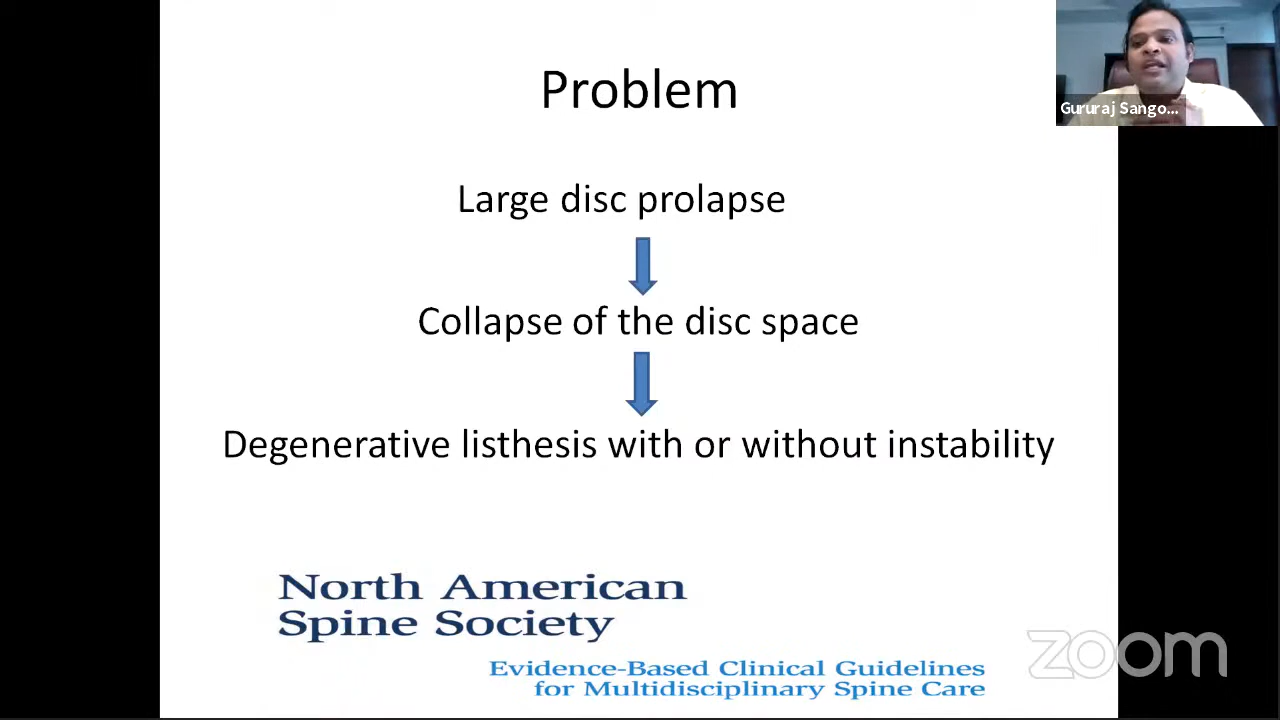 Problem
Gururaj Sango...
Large disc prolapse
Collapse of the disc space
Degenerative listhesis with or without instability
North American
Spine Society
Evidence-Based Clinical Guidelines
for Multidisciplinary Spine Care
zoom